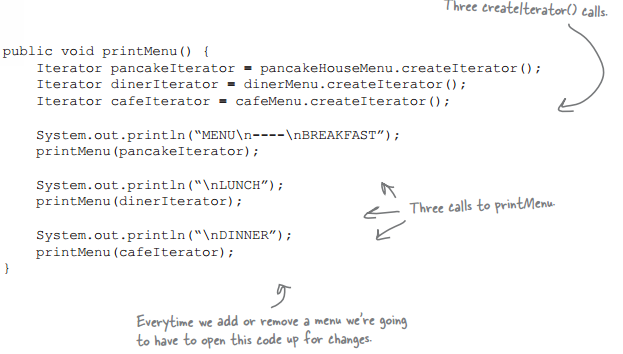 Three createIterator() calls.
public void printMenu() {
    Iterator pancakeIterator = pancakeHouseMenu.createIterator();
    Iterator dinerIterator = dinerMenu.createIterator();
    Iterator cafeIterator = cafeMenu.createIterator();
    System.out.println(“MENU\n----\nBREAKFAST”);
    printMenu(pancakeIterator);
    System.out.println(“\nLUNCH”);
    printMenu(dinerIterator);
Three calls to printMenu.
    System.out.println(“\nDINNER”);
    printMenu(cafeIterator);
}
Everytime we add or remove a menu we’re going
to have to open this code up for changes.